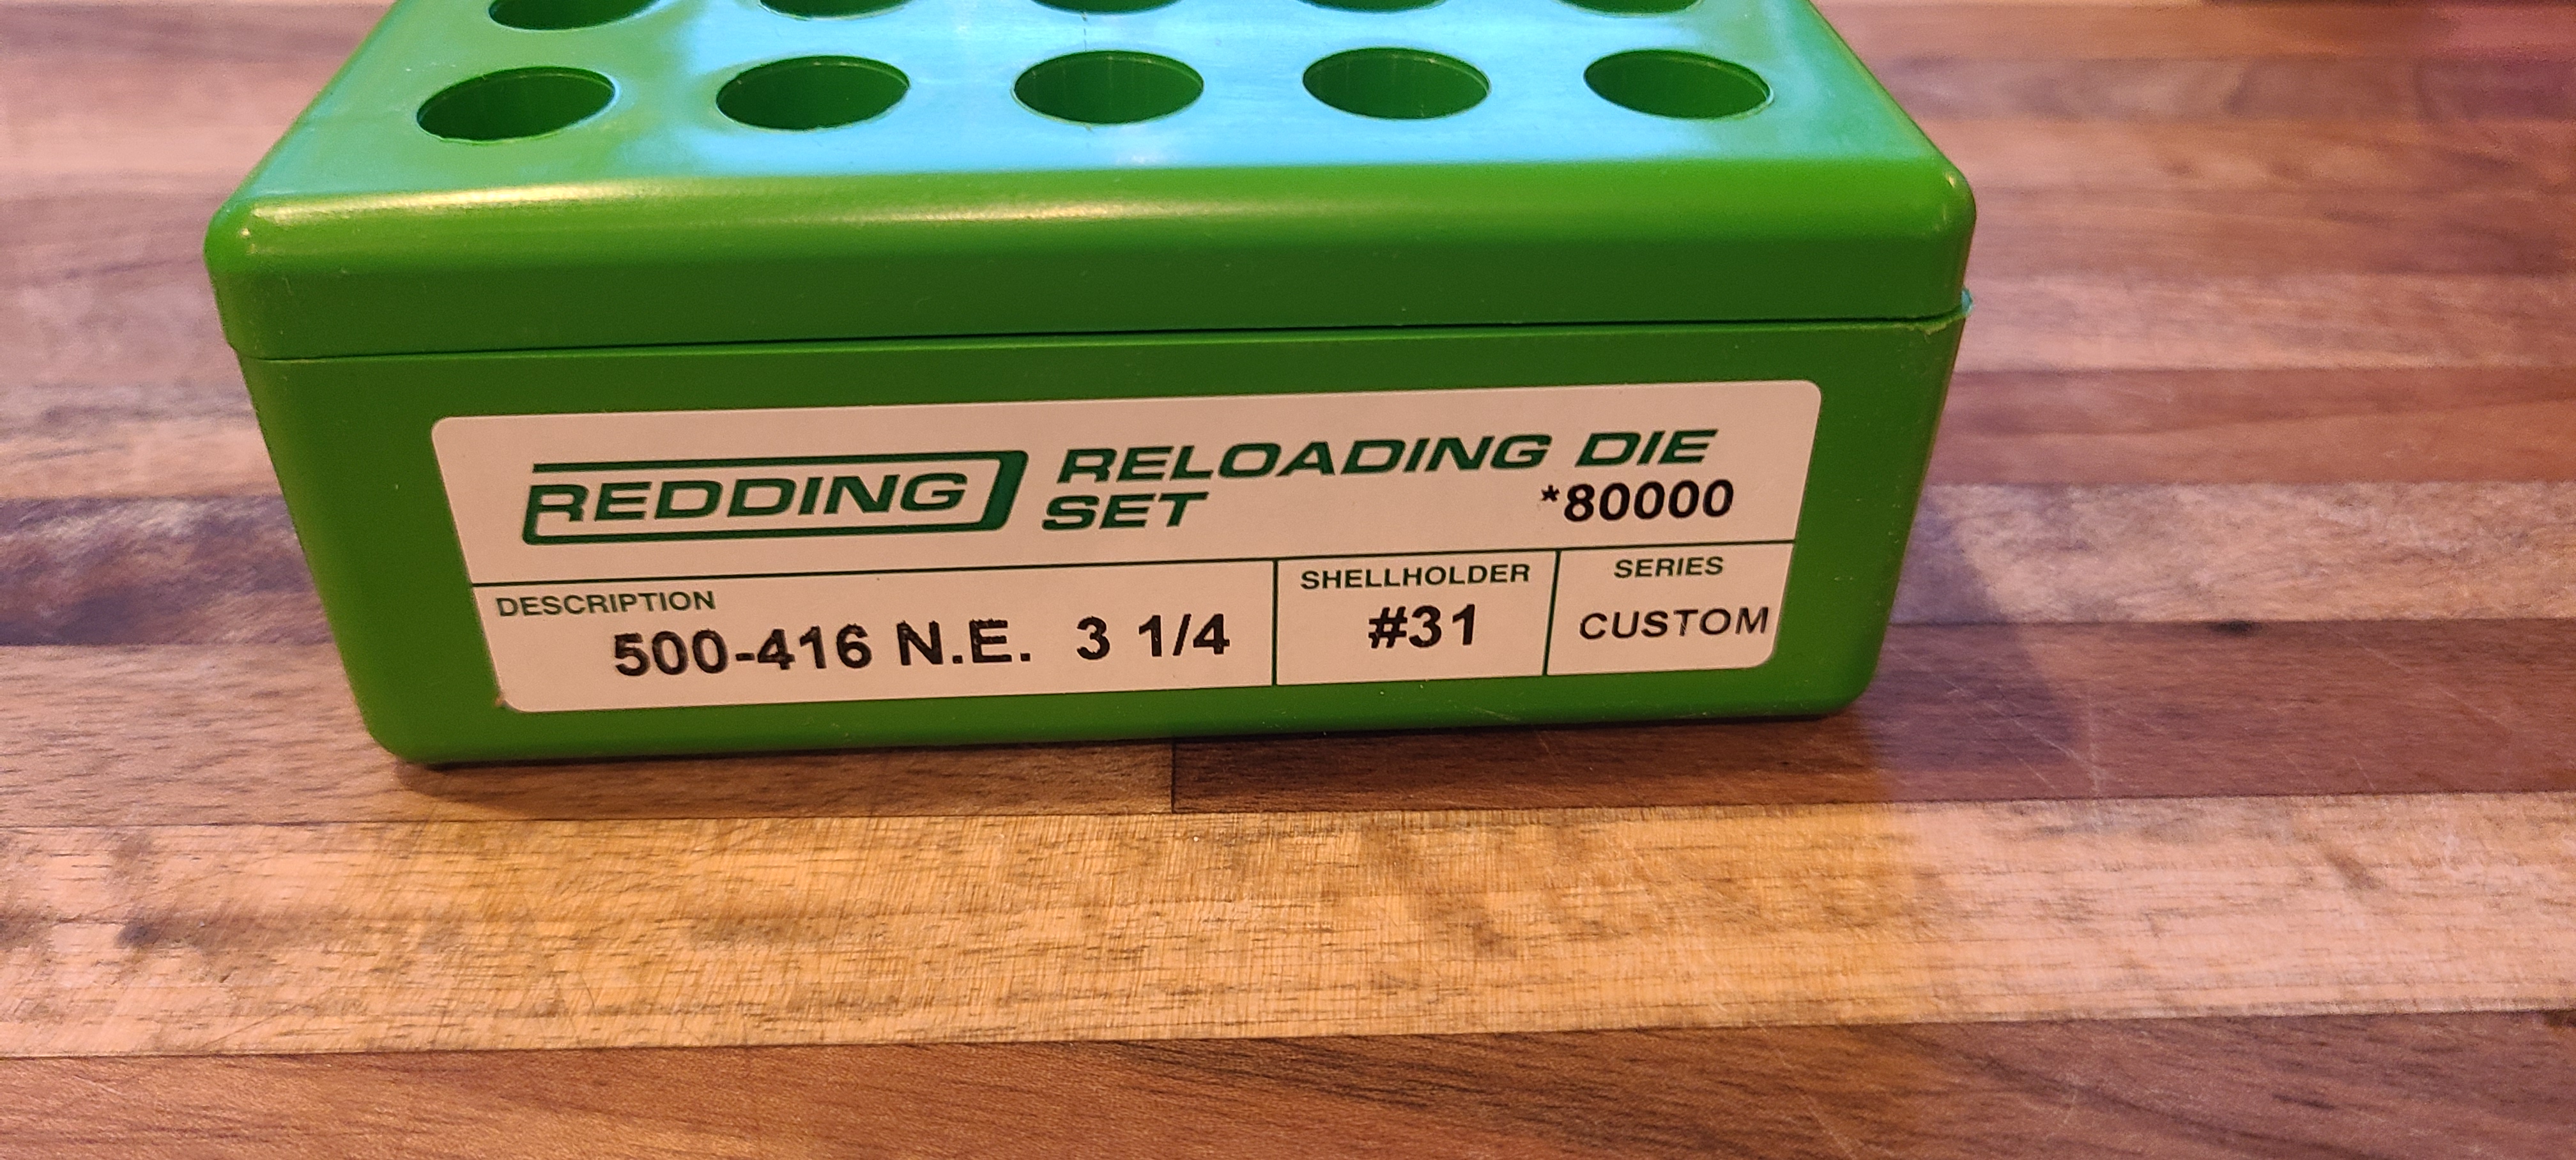 REDDING RELOADING DIE
SET *80000
DESCRIPTION
500-416 N.E. 3 1/4
SHELLHOLDER
#31
SERIES
CUSTOM